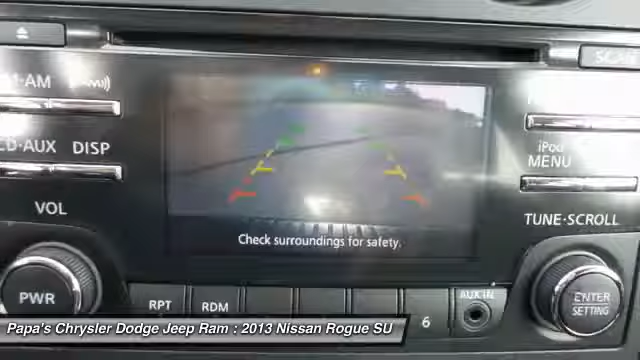 SCAN
M·AM
CD·AUX DISP
iPod
MENU
VOL
TUNE·SCROLL
Check surroundings for safety.
PWR
ENTER
SETTING
RPT RDM
6
AUX IN
Papa's Chrysler Dodge Jeep Ram : 2013 Nissan Rogue SU